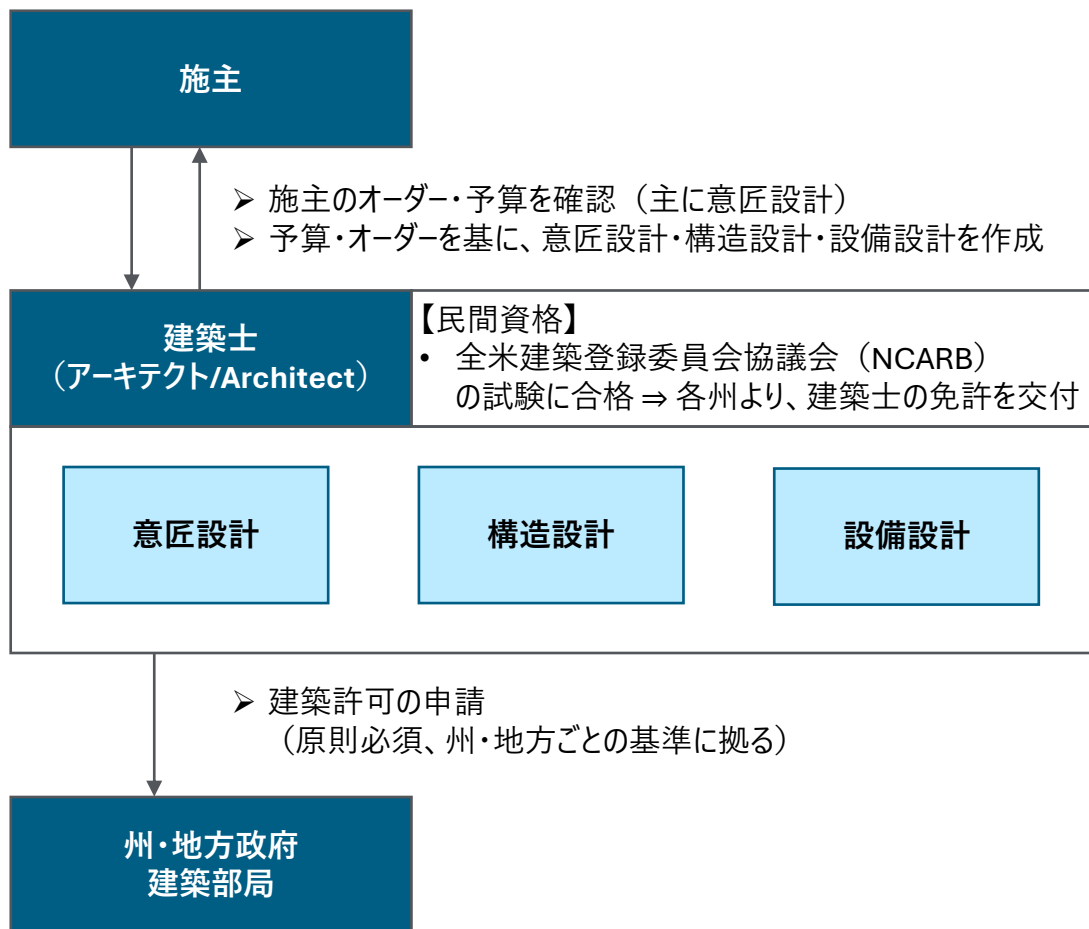 施主
➢ 施主のオーダー・予算を確認（主に意匠設計）
➢ 予算・オーダーを基に、意匠設計・構造設計・設備設計を作成
建築士
（アーキテクト/Architect）
【民間資格】
• 全米建築登録委員会協議会（NCARB）
の試験に合格 ⇒ 各州より、建築士の免許を交付
意匠設計
構造設計
設備設計
➢ 建築許可の申請
（原則必須、州・地方ごとの基準に拠る）
州・地方政府
建築部局